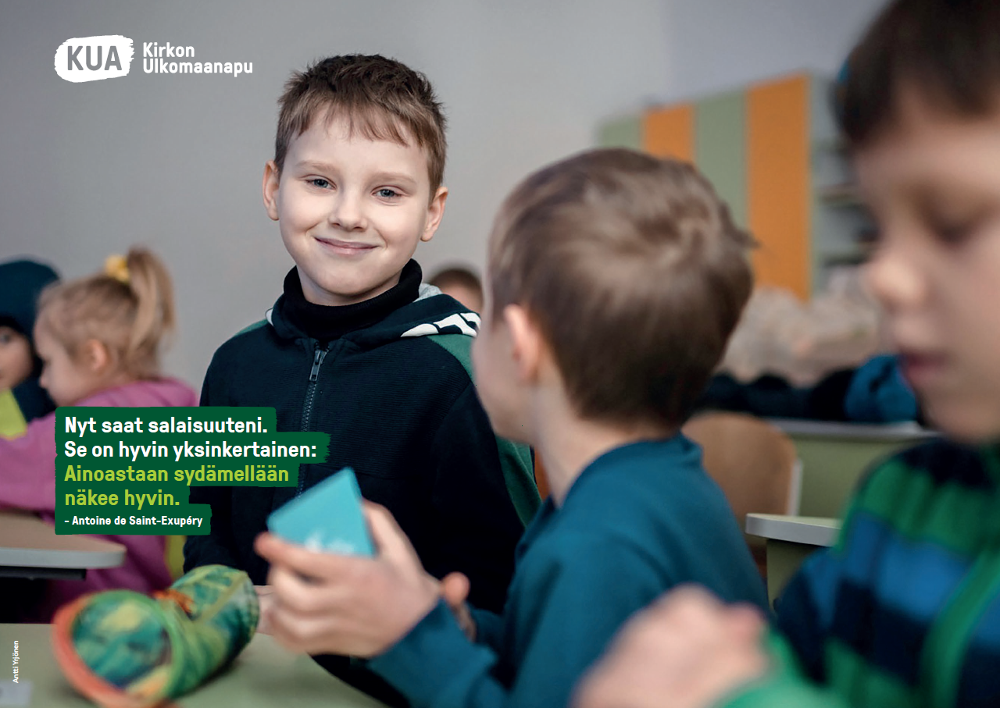 KUA
Kirkon
Ulkomaanapu
Nyt saat salaisuuteni.
Se on hyvin yksinkertainen:
Ainoastaan sydämellään
näkee hyvin.
– Antoine de Saint-Exupéry
Antti Yrjönen